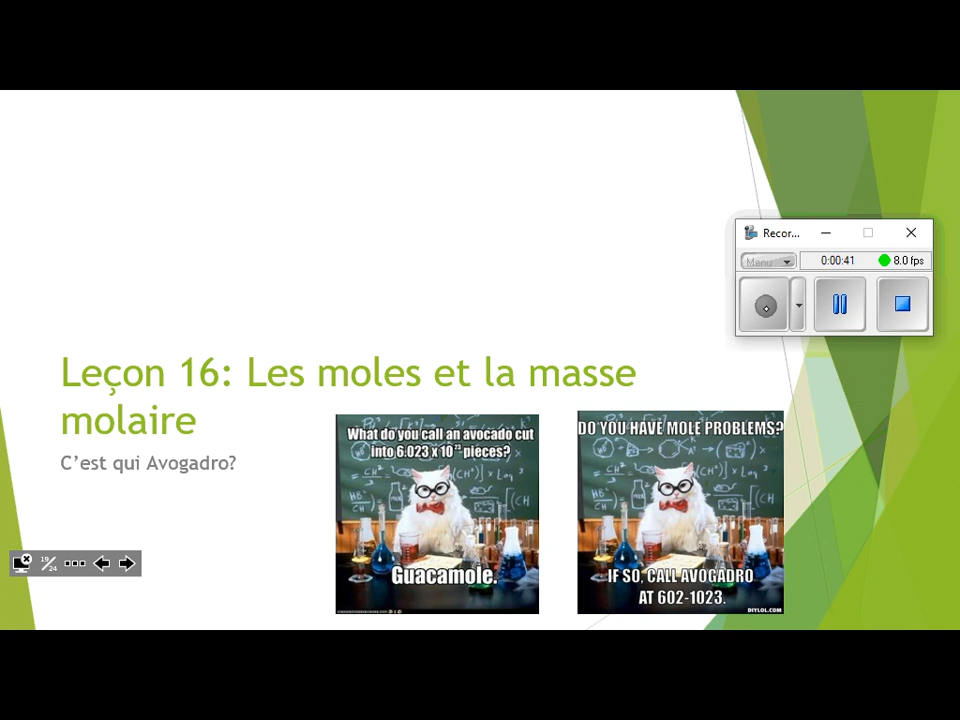 Recor...
Menu
0:00:41
8.0 fps
Leçon 16: Les moles et la masse
molaire
C'est qui Avogadro?
What do you call an avocado cut
into 6.023 x 10²³ pieces?
Guacamole.
DO YOU HAVE MOLE PROBLEMS?
IF SO, CALL AVOGADRO
AT 602-1023.
DIYLOL.COM
19/24